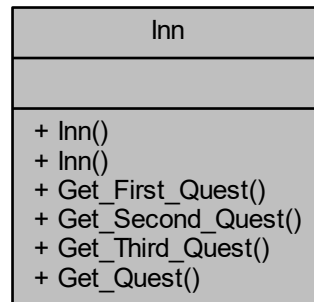 Inn
+ Inn()
+ Inn()
+ Get_First_Quest()
+ Get_Second_Quest()
+ Get_Third_Quest()
+ Get_Quest()